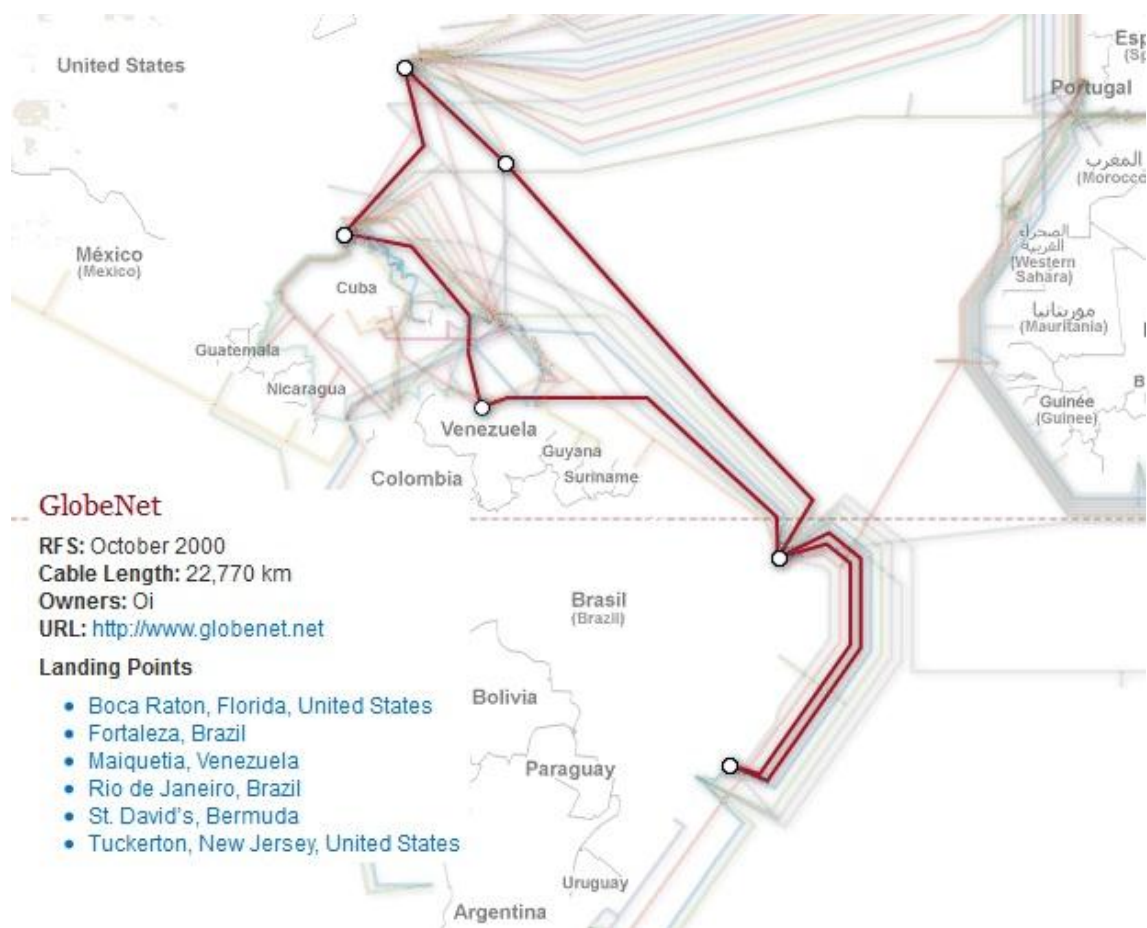 United States
México
(Mexico)
Cuba
Guatemala
Nicaragua
Venezuela
Guyana
Colombia
Suriname
Portugal
المغرب
(Morocco
الصحراء
الغربية
(Western
Sahara)
موريتانيا
(Mauritania)
Guinée
(Guinee)
Brasil
(Brazil)
Bolivia
Paraguay
Uruguay
Argentina
GlobeNet
RFS: October 2000
Cable Length: 22,770 km
Owners: Oi
URL: http://www.globenet.net
Landing Points
Boca Raton, Florida, United States
Fortaleza, Brazil
Maiquetia, Venezuela
Rio de Janeiro, Brazil
St. David's, Bermuda
Tuckerton, New Jersey, United States